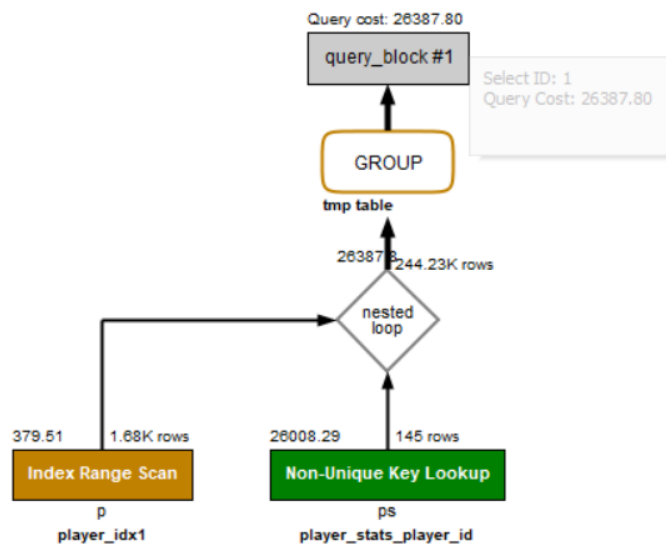 Query cost: 26387.80
query_block #1
Select ID: 1
Query Cost: 26387.80
GROUP
tmp table
26387.8
244.23K rows
nested
loop
379.51
1.68K rows
26008.29
145 rows
Index Range Scan
Non-Unique Key Lookup
p
ps
player_idx1
player_stats_player_id